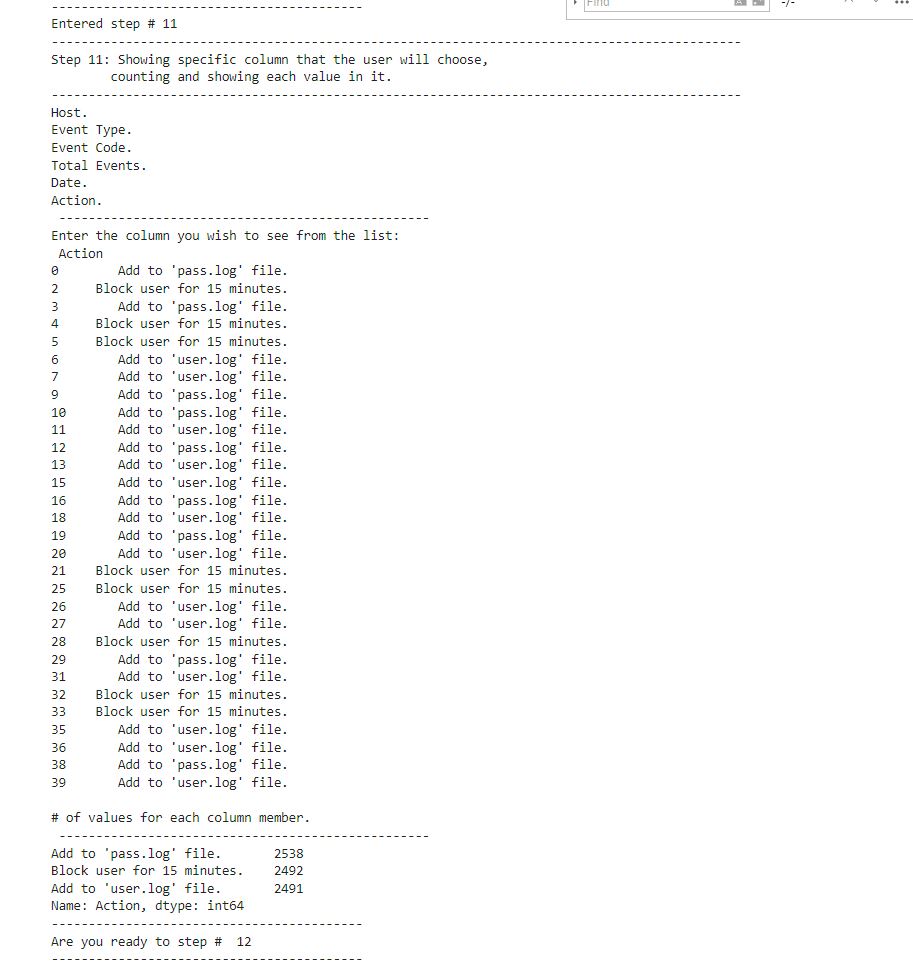 Find
-/-
--------------------------------------------
Entered step # 11
---------------------------------------------------------------------------------------------
Step 11: Showing specific column that the user will choose,
        counting and showing each value in it.
---------------------------------------------------------------------------------------------
Host.
Event Type.
Event Code.
Total Events.
Date.
Action.
 --------------------------------------------------
Enter the column you wish to see from the list:
 Action
0        Add to 'pass.log' file.
2     Block user for 15 minutes.
3        Add to 'pass.log' file.
4     Block user for 15 minutes.
5     Block user for 15 minutes.
6        Add to 'user.log' file.
7        Add to 'user.log' file.
9        Add to 'pass.log' file.
10       Add to 'pass.log' file.
11       Add to 'user.log' file.
12       Add to 'pass.log' file.
13       Add to 'user.log' file.
15       Add to 'user.log' file.
16       Add to 'pass.log' file.
18       Add to 'user.log' file.
19       Add to 'pass.log' file.
20       Add to 'user.log' file.
21    Block user for 15 minutes.
25    Block user for 15 minutes.
26       Add to 'user.log' file.
27       Add to 'user.log' file.
28    Block user for 15 minutes.
29       Add to 'pass.log' file.
31       Add to 'user.log' file.
32    Block user for 15 minutes.
33    Block user for 15 minutes.
35       Add to 'user.log' file.
36       Add to 'user.log' file.
38       Add to 'pass.log' file.
39       Add to 'user.log' file.
# of values for each column member.
 --------------------------------------------------
Add to 'pass.log' file.       2538
Block user for 15 minutes.    2492
Add to 'user.log' file.       2491
Name: Action, dtype: int64
------------------------------------------
Are you ready to step #  12
------------------------------------------